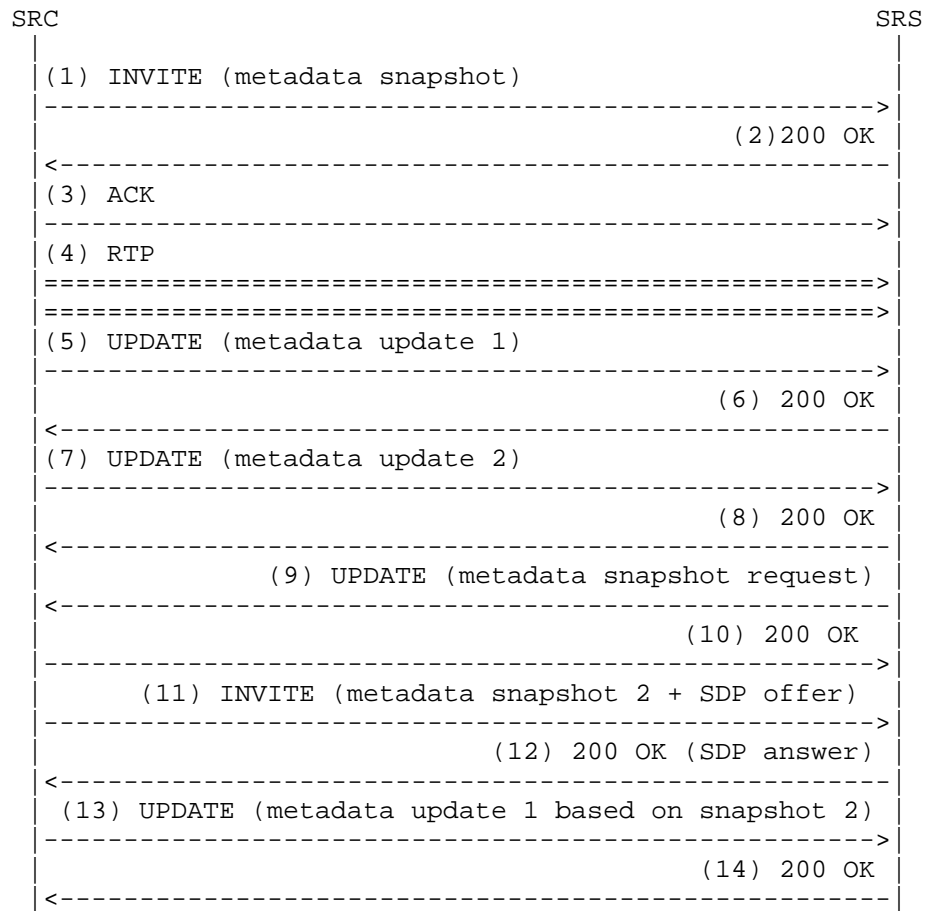 SRC SRS
(1) INVITE (metadata snapshot)
(2)200 OK
(3) ACK
(4) RTP
(5) UPDATE (metadata update 1)
(6) 200 OK
(7) UPDATE (metadata update 2)
(8) 200 OK
(9) UPDATE (metadata snapshot request)
(10) 200 OK
(11) INVITE (metadata snapshot 2 + SDP offer)
(12) 200 OK (SDP answer)
(13) UPDATE (metadata update 1 based on snapshot 2)
(14) 200 OK